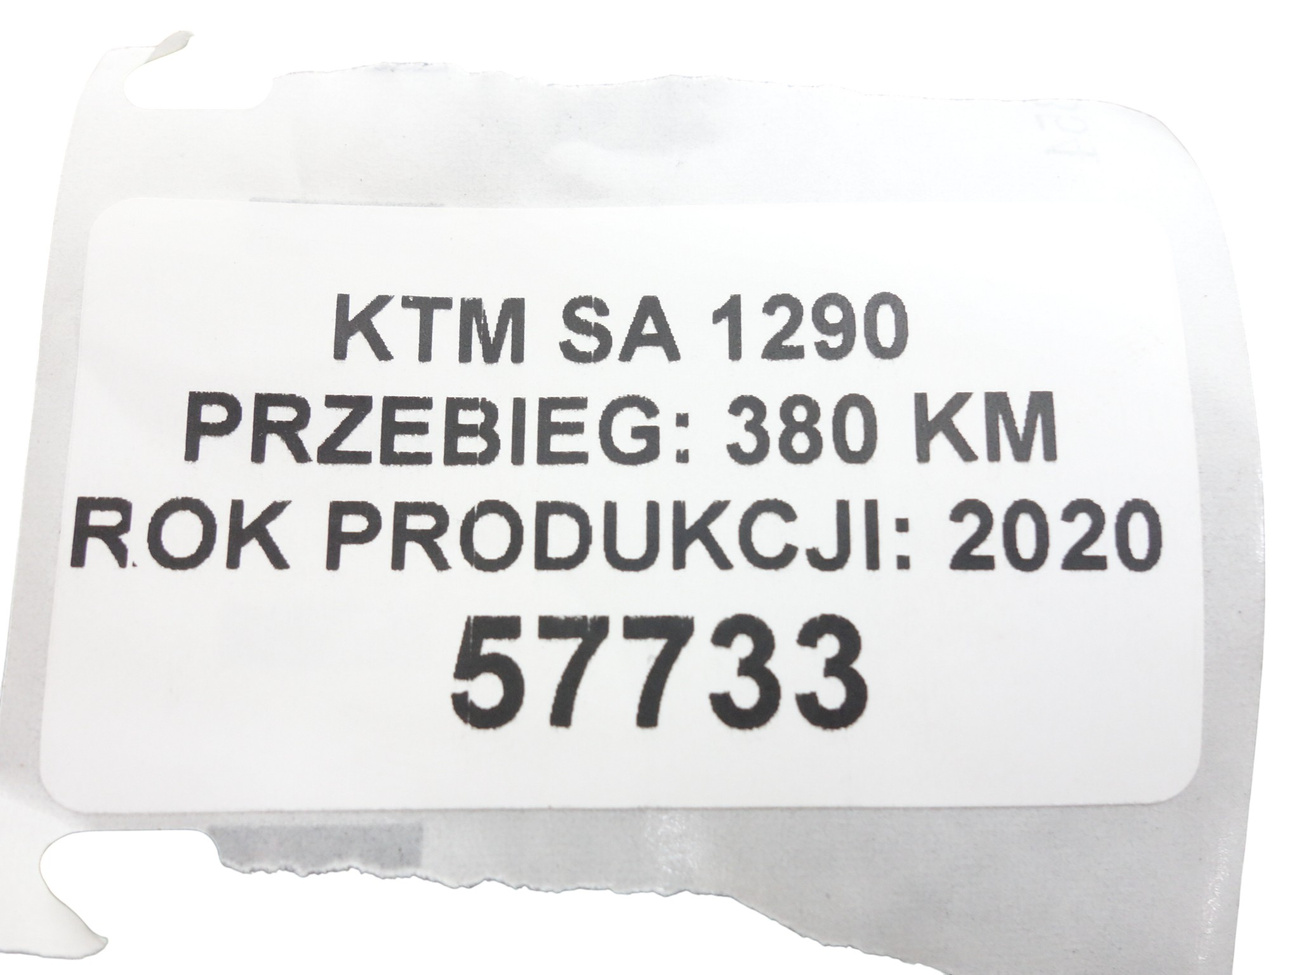 KTM SA 1290
PRZEBIEG: 380 KM
ROK PRODUKCJI: 2020
57733